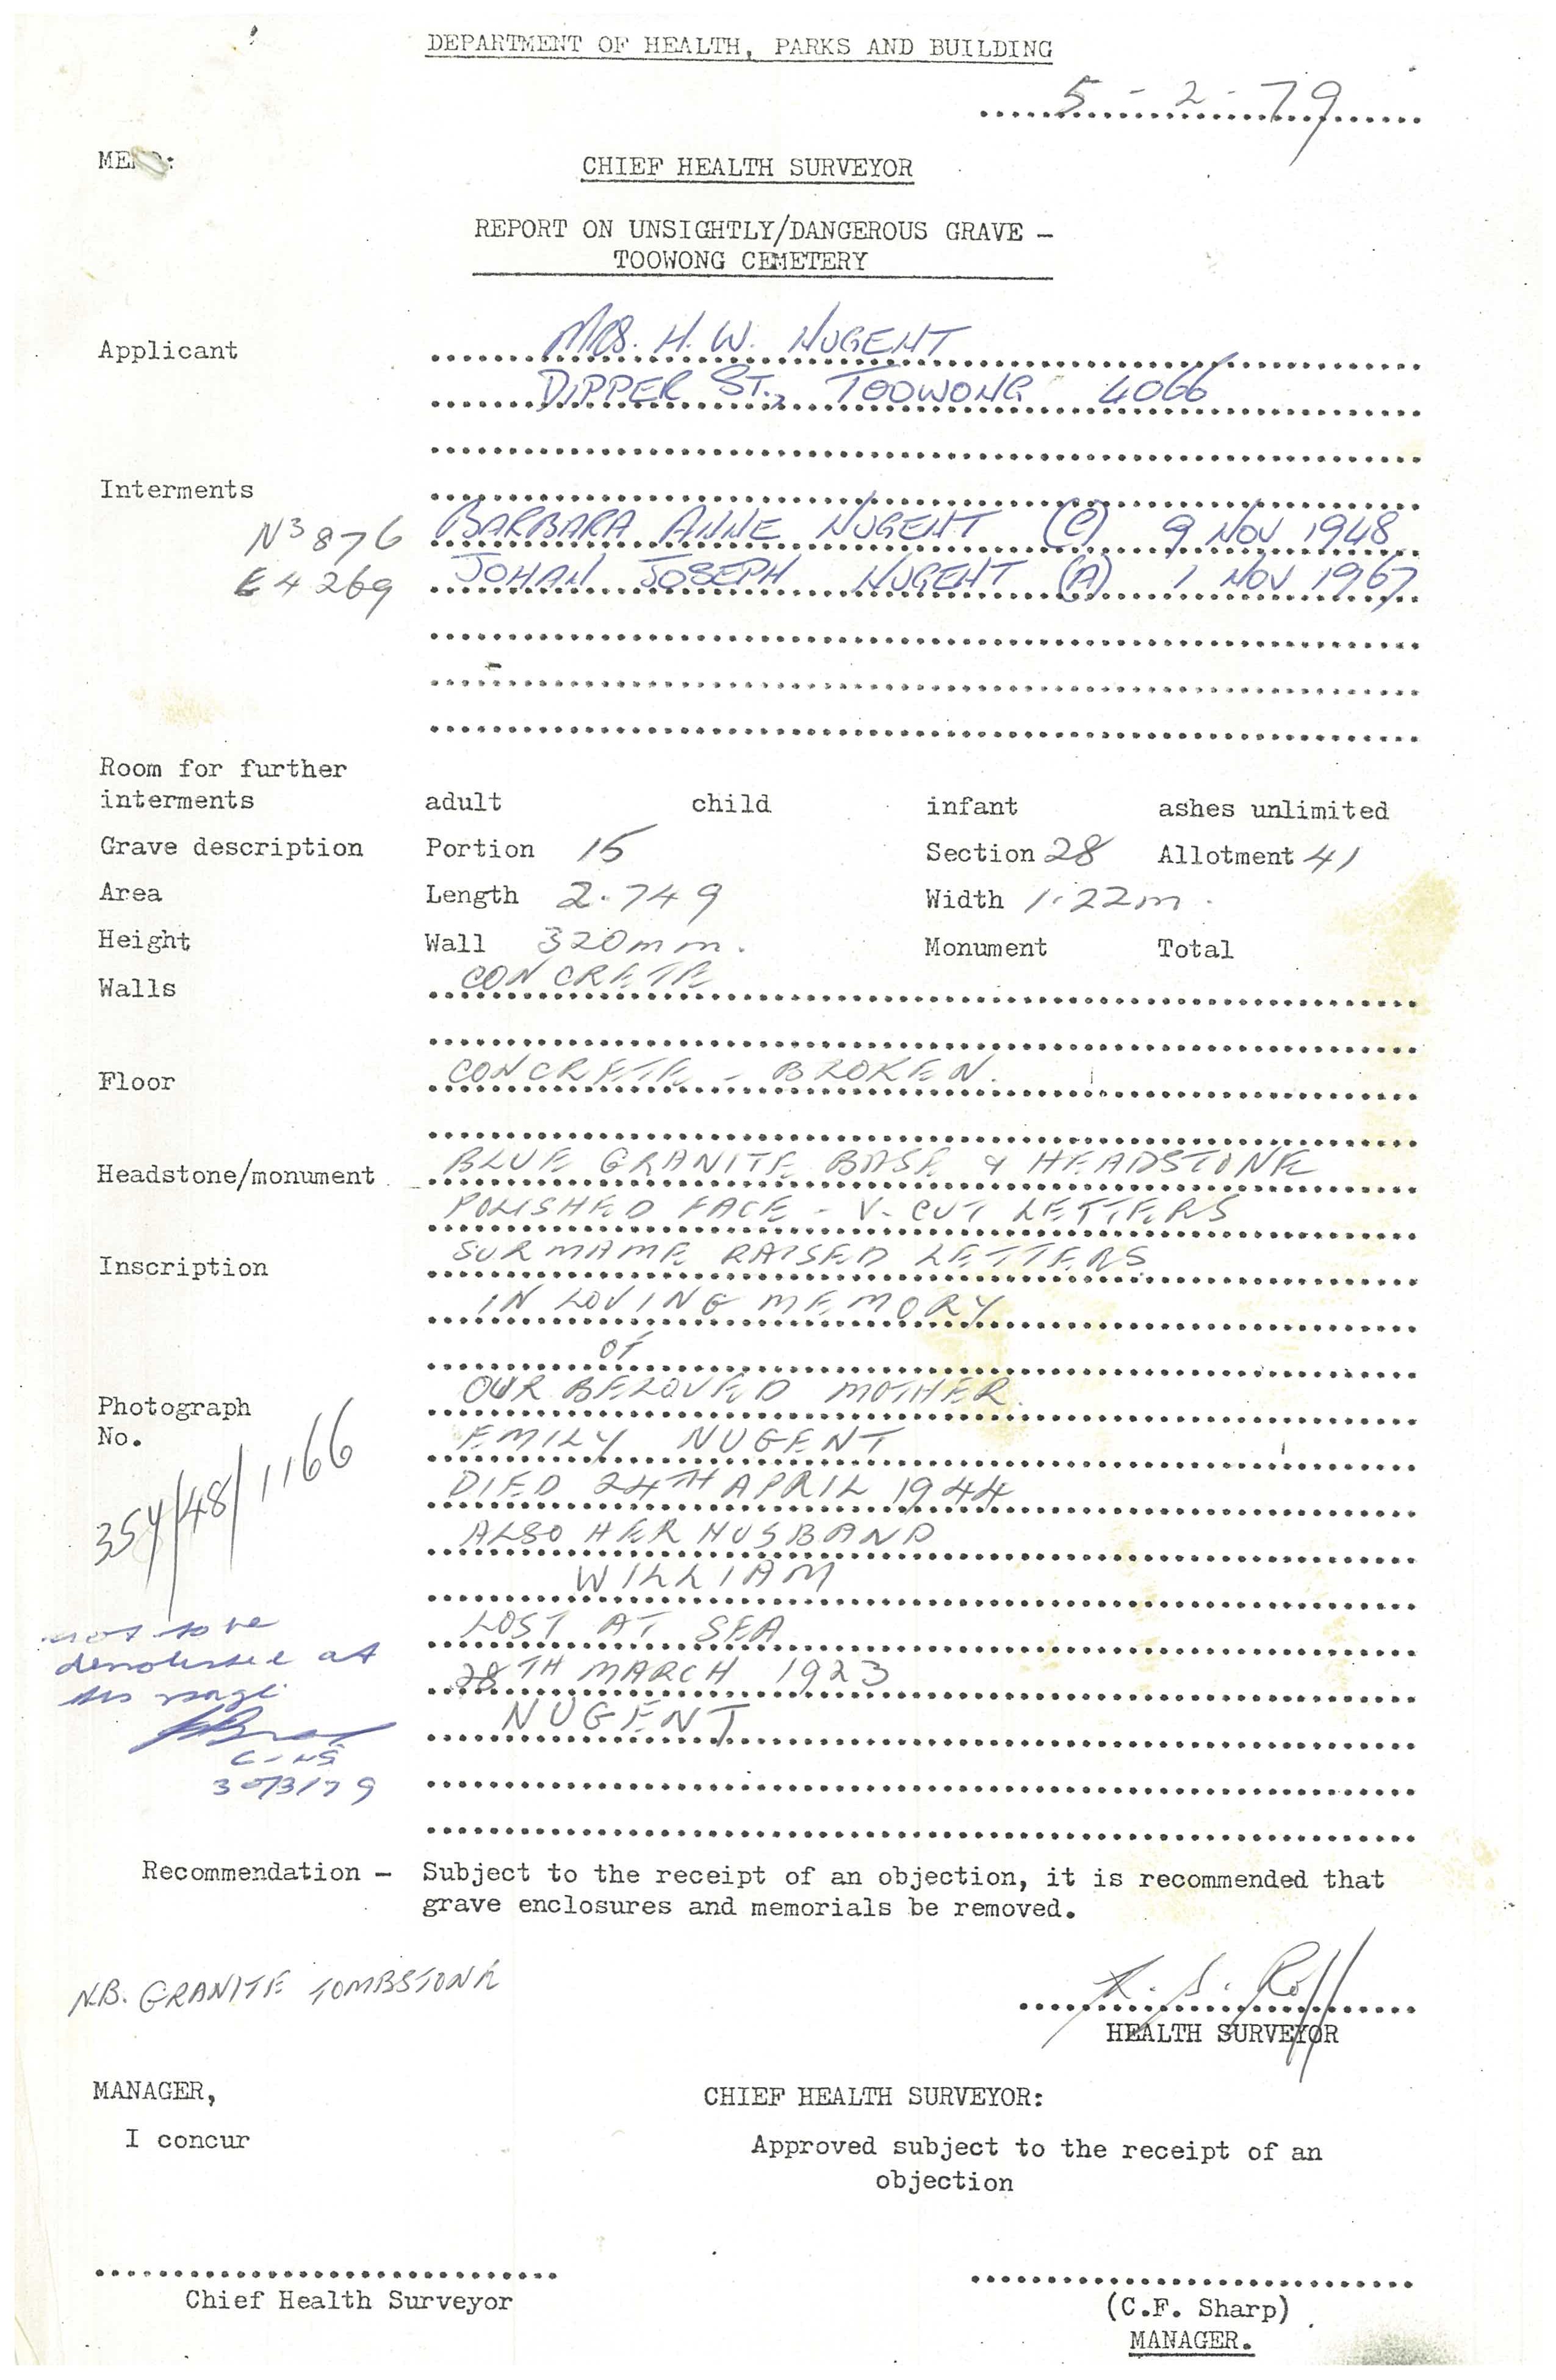 DEPARTMENT OF HEALTH, PARKS AND BUILDING
5 - 2 - 79
MEMO:
CHIEF HEALTH SURVEYOR
REPORT ON UNSIGHTLY/DANGEROUS GRAVE -
TOOWONG CEMETERY
Applicant MRS. H. W. NUGENT
DIPPER ST., TOOWONG 4066
Interments
N3876 BARBARA ANNE NUGENT (C) 9 NOV 1948
E4269 JOHAN JOSEPH NUGENT (A) 1 NOV 1967
Room for further
interments adult child infant ashes unlimited
Grave description Portion 15 Section 28 Allotment 41
Area Length 2.749 Width 1.22m.
Height Wall 320mm. Monument Total
Walls CONCRETE
Floor CONCRETE - BROKEN.
Headstone/monument BLUE GRANITE BASE & HEADSTONE
POLISHED FACE - V. CUT LETTERS
Inscription SURMAME RAISED LETTERS
IN LOVING MEMORY
OF
OUR BELOVED MOTHER
Photograph
No. EMILY NUGENT
354/48/1166
DIED 24TH APRIL 1944
ALSO HER HUSBAND
WILLIAM
LOST AT SEA
28TH MARCH 1923
NUGENT
not to be
at
30/3/79
Recommendation - Subject to the receipt of an objection, it is recommended that
grave enclosures and memorials be removed.
N.B. GRANITE TOMBSTONE
HEALTH SURVEYOR
MANAGER,
I concur
CHIEF HEALTH SURVEYOR:
Approved subject to the receipt of an
objection
Chief Health Surveyor
(C.F. Sharp)
MANAGER.